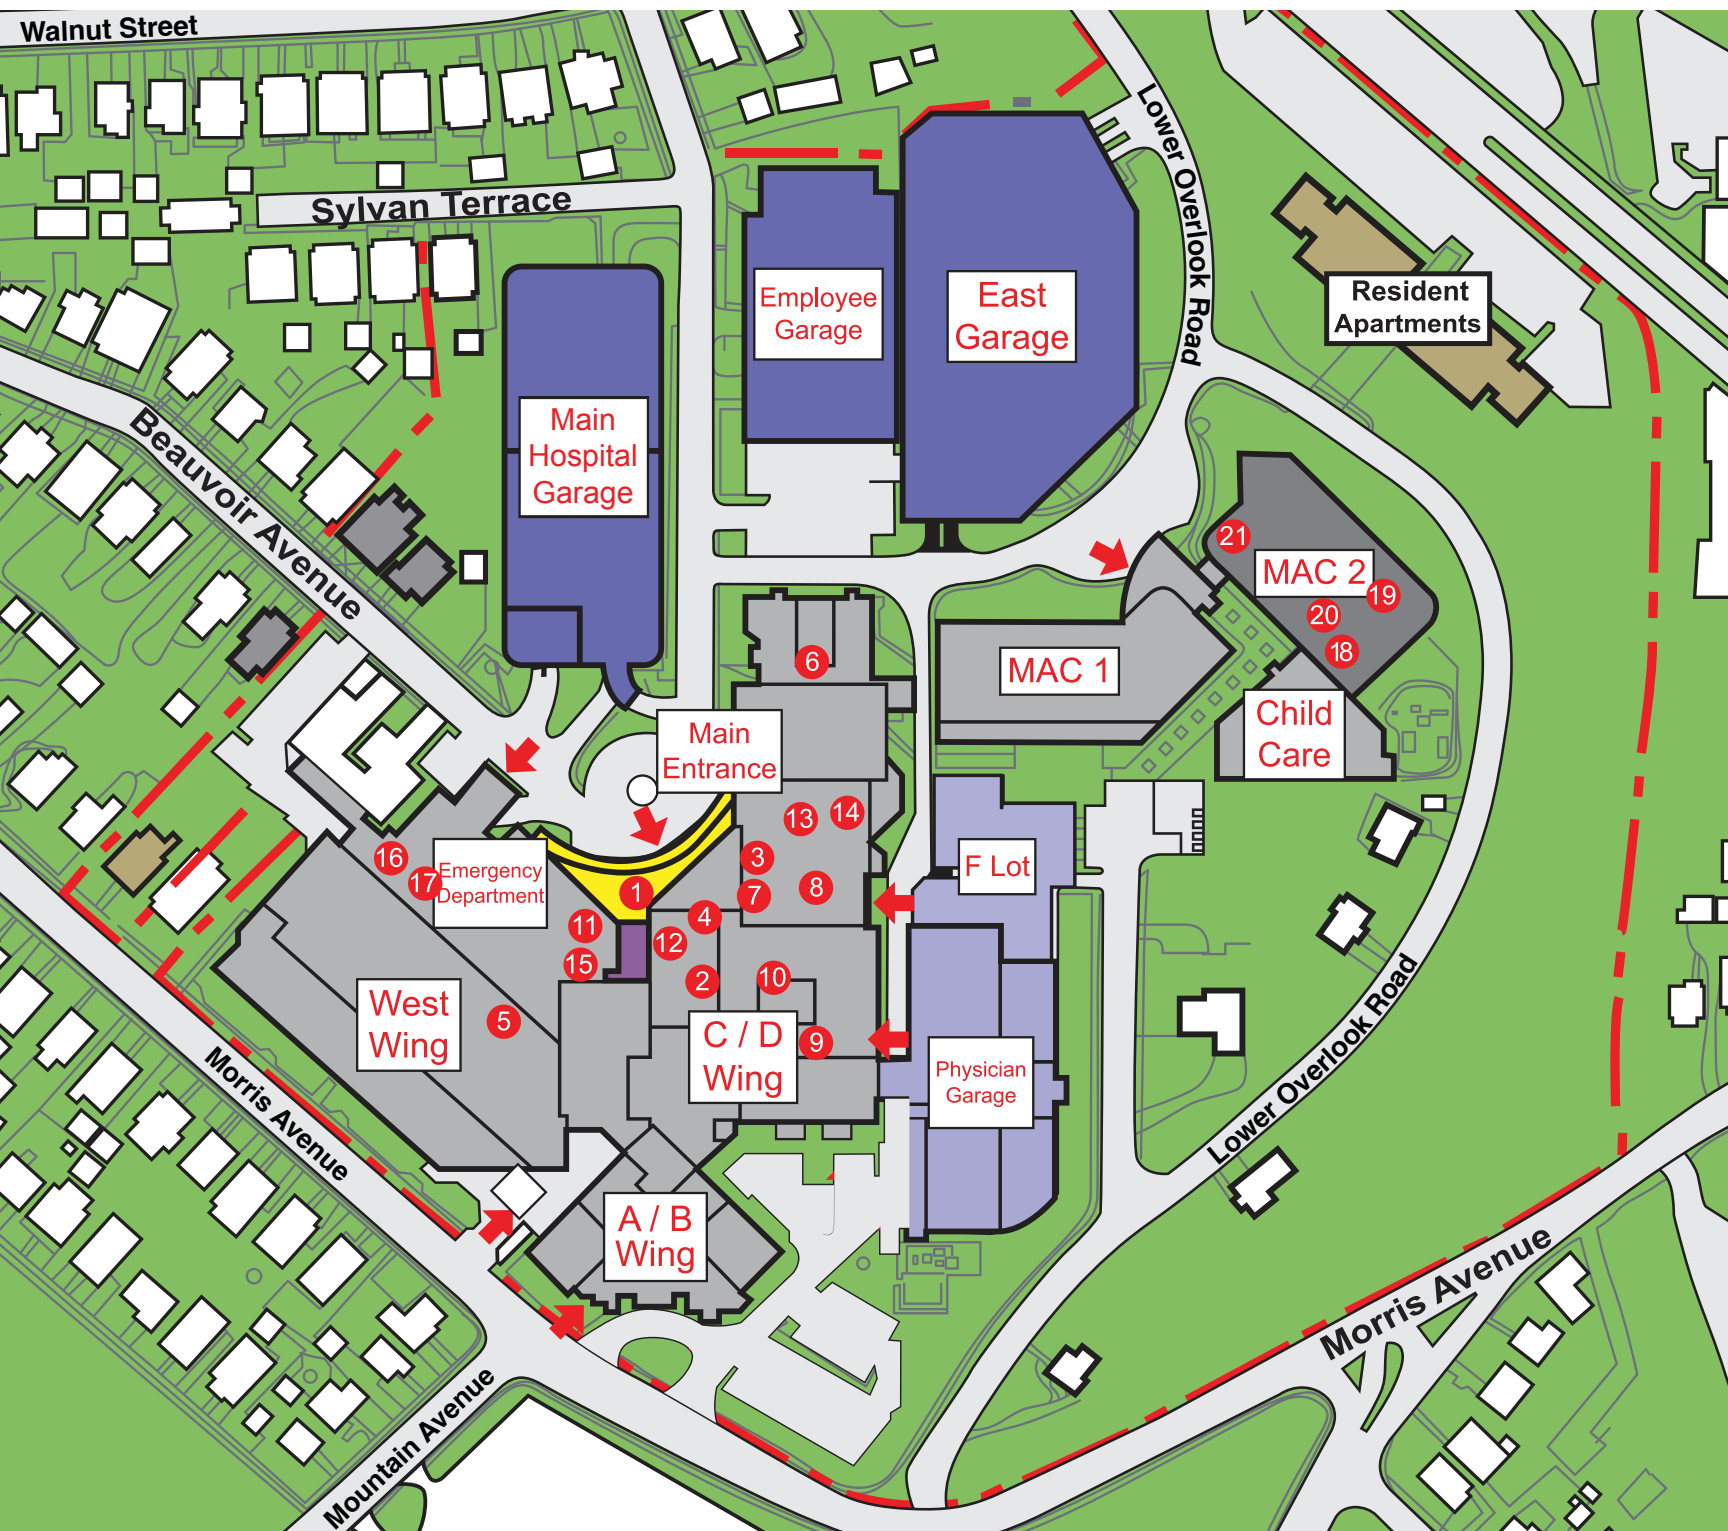 Walnut Street
Sylvan Terrace
Lower Overlook Road
Employee
Garage
East
Garage
Resident
Apartments
Main
Hospital
Garage
Beauvoir Avenue
21
MAC 2
19
20
18
6
MAC 1
Child
Care
Main
Entrance
13
14
16
17
Emergency
Department
3
7
8
F Lot
1
4
11
12
15
2
10
5
9
West
Wing
C / D
Wing
Physician
Garage
Lower Overlook Road
Morris Avenue
A / B
Wing
Morris Avenue
Mountain Avenue